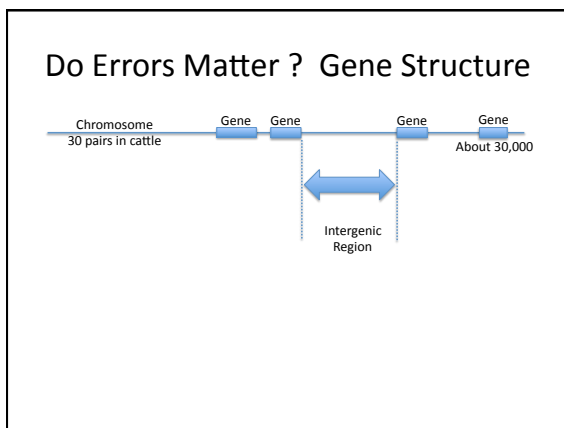 Do Errors Matter ? Gene Structure
Chromosome
30 pairs in cattle
Gene
Gene
Gene
Gene
About 30,000
Intergenic
Region